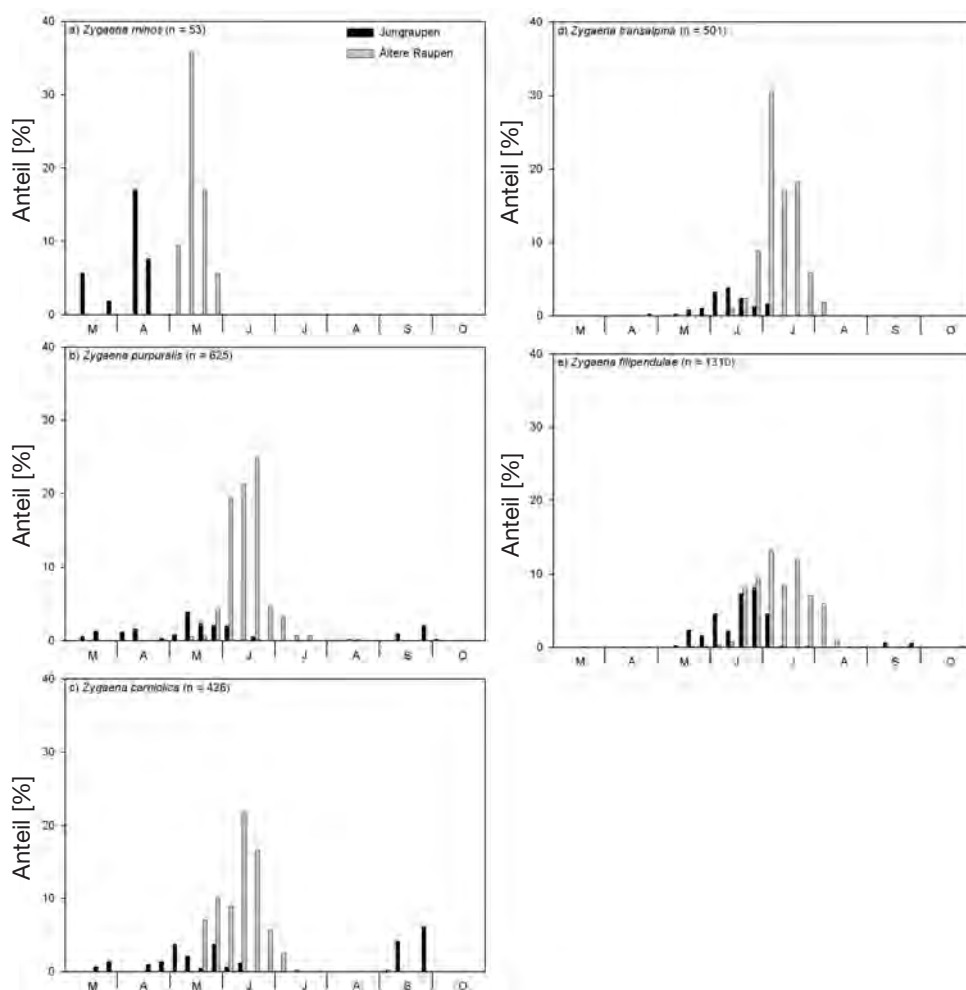 a) Zygaena minos (n = 53)
Jungraupen
Ältere Raupen
Anteil [%]
40
30
20
10
0
M A M J J A S O
b) Zygaena purpuralis (n = 625)
Anteil [%]
40
30
20
10
0
M A M J J A S O
c) Zygaena carniolica (n = 426)
Anteil [%]
40
30
20
10
0
M A M J J A S O
d) Zygaena transalpina (n = 501)
Anteil [%]
40
30
20
10
0
M A M J J A S O
e) Zygaena filipendulae (n = 1310)
Anteil [%]
40
30
20
10
0
M A M J J A S O